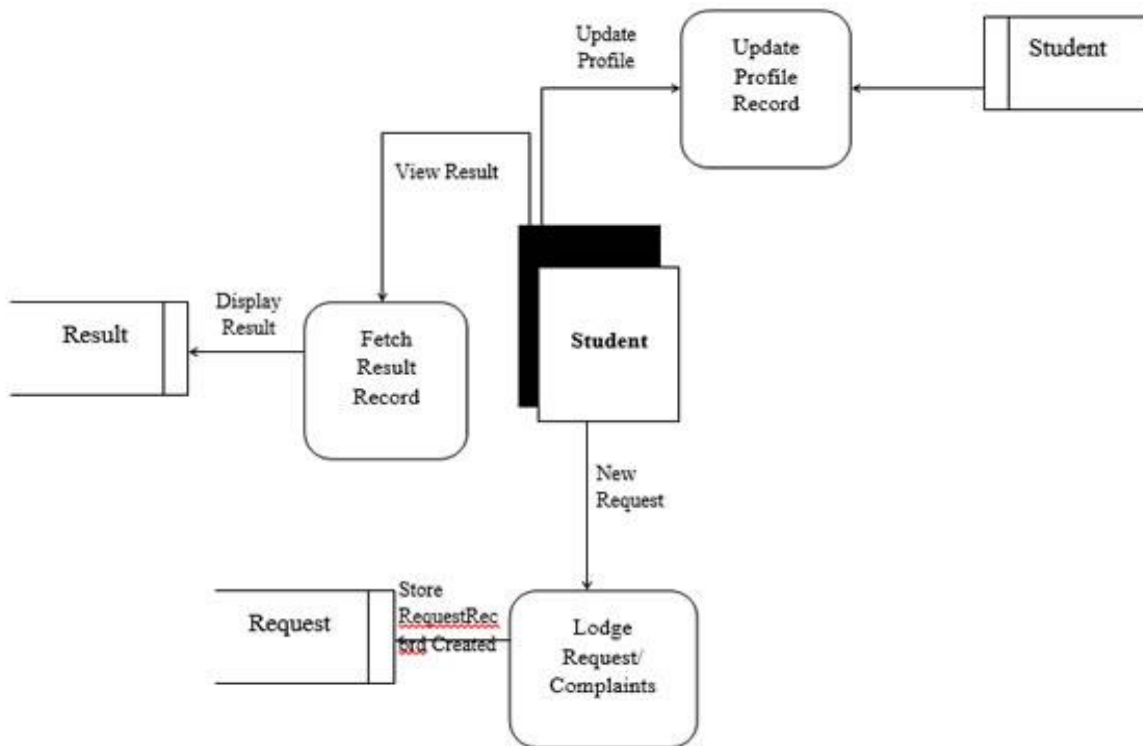 Update
Profile
Update
Profile
Record
Student
View Result
Result
Display
Result
Fetch
Result
Record
Student
New
Request
Request
Store
RequestRec
ord Created
Lodge
Request/
Complaints